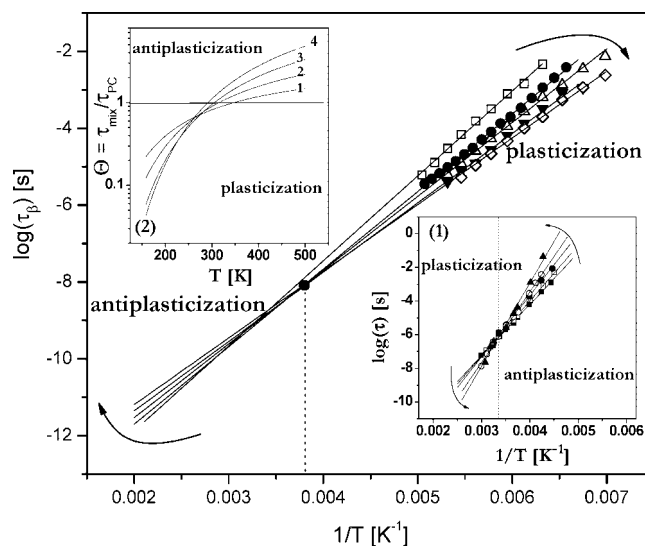 antiplasticization
4
3
2
1
Θ = τmix/τPC
1
0.1
plasticization
(2)
200 300 400 500
T [K]
plasticization
log(τβ) [s]
-2
-4
-6
-8
-10
-12
antiplasticization
(1)
plasticization
antiplasticization
log(τ) [s]
0
-2
-4
-6
-8
-10
0.002 0.003 0.004 0.005 0.006
1/T [K⁻¹]
0.002 0.003 0.004 0.005 0.006 0.007
1/T [K⁻¹]